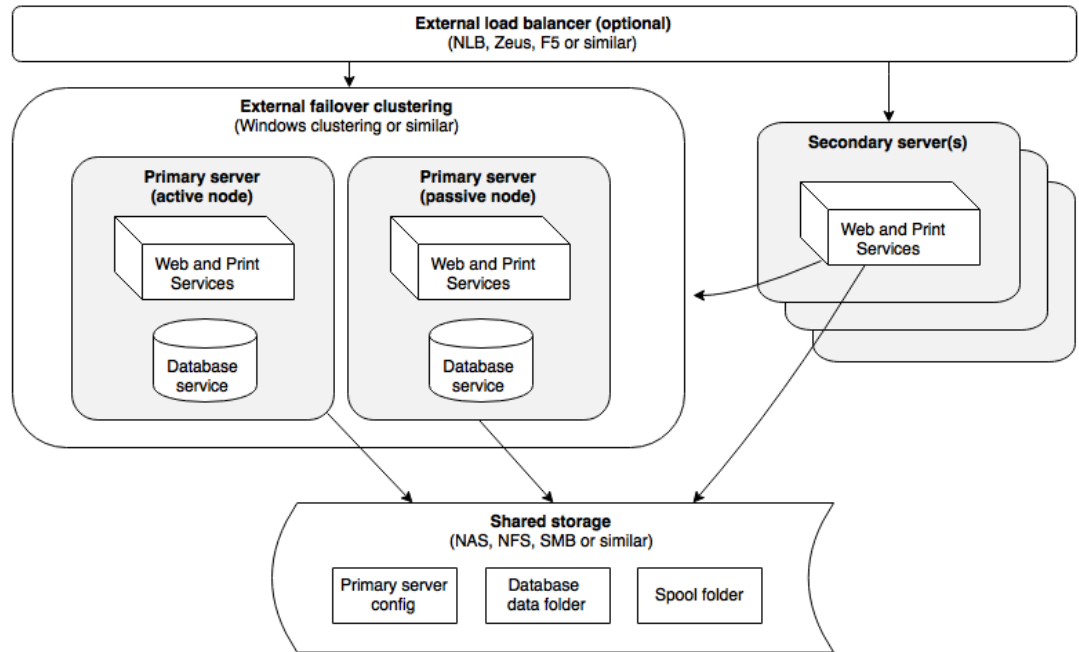 External load balancer (optional)
(NLB, Zeus, F5 or similar)
External failover clustering
(Windows clustering or similar)
Primary server
(active node)
Web and Print
Services
Database
service
Primary server
(passive node)
Web and Print
Services
Database
service
Secondary server(s)
Web and Print
Services
Shared storage
(NAS, NFS, SMB or similar)
Primary server
config
Database
data folder
Spool folder